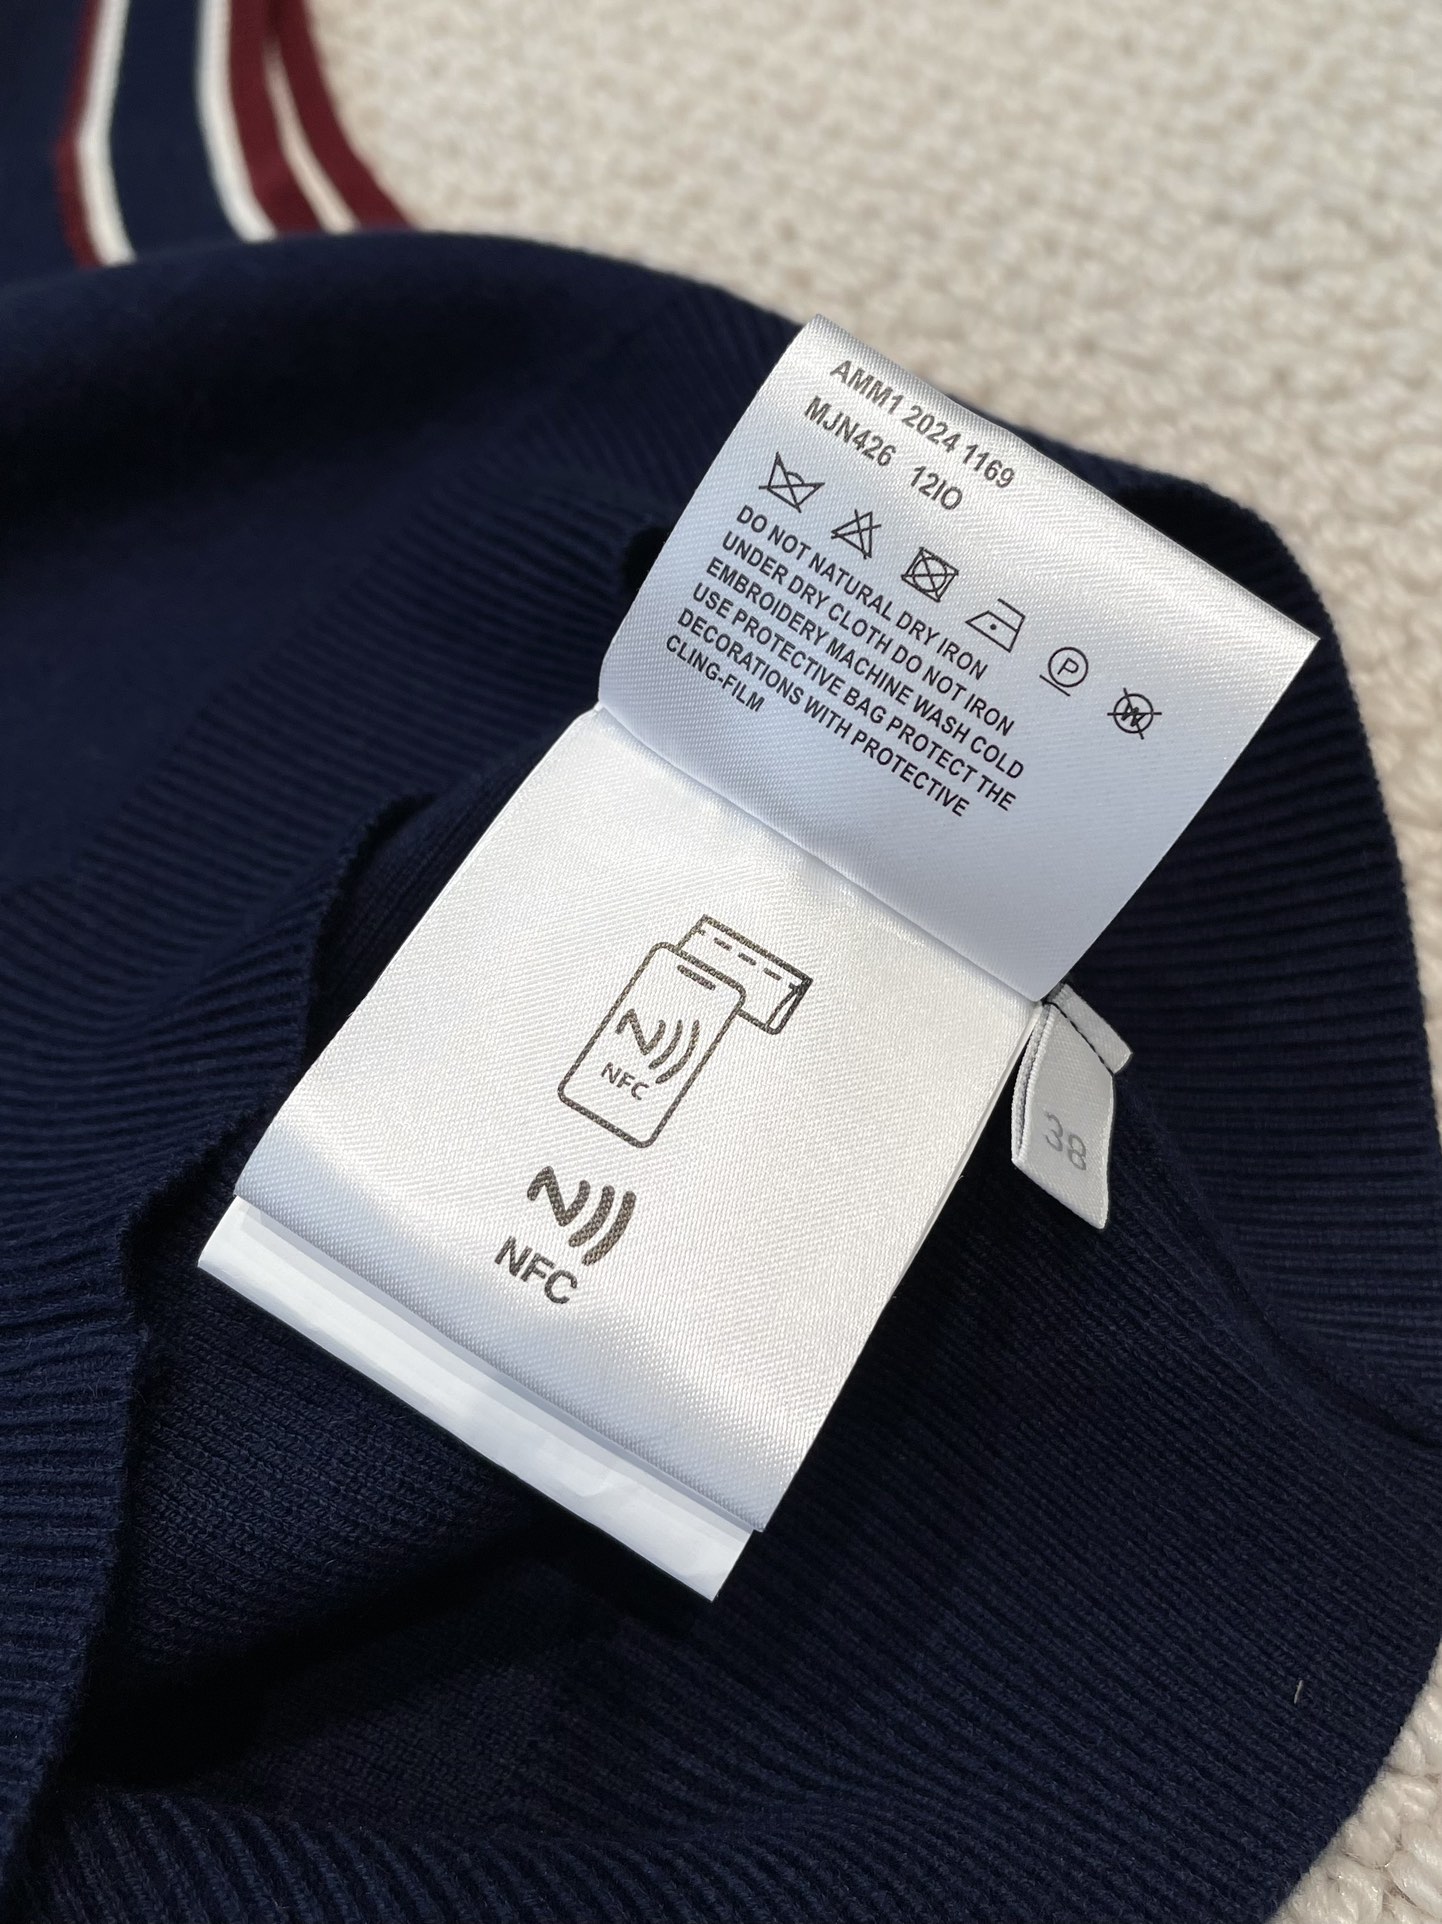 AMM1 2024 1169
MJN426 12IO
DO NOT NATURAL DRY IRON
UNDER DRY CLOTH DO NOT IRON
EMBROIDERY MACHINE WASH COLD
USE PROTECTIVE BAG PROTECT THE
DECORATIONS WITH PROTECTIVE
CLING-FILM
P
W
NFC
NFC
38